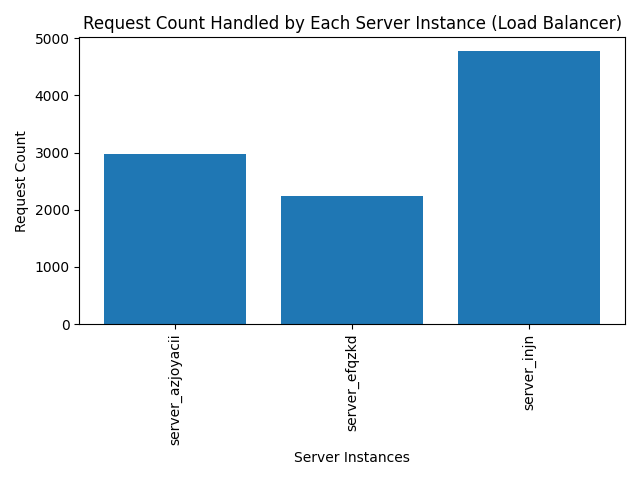 Request Count Handled by Each Server Instance (Load Balancer)
5000
4000
3000
2000
1000
0
Request Count
server_azjoyacii
server_efqzkd
server_injn
Server Instances